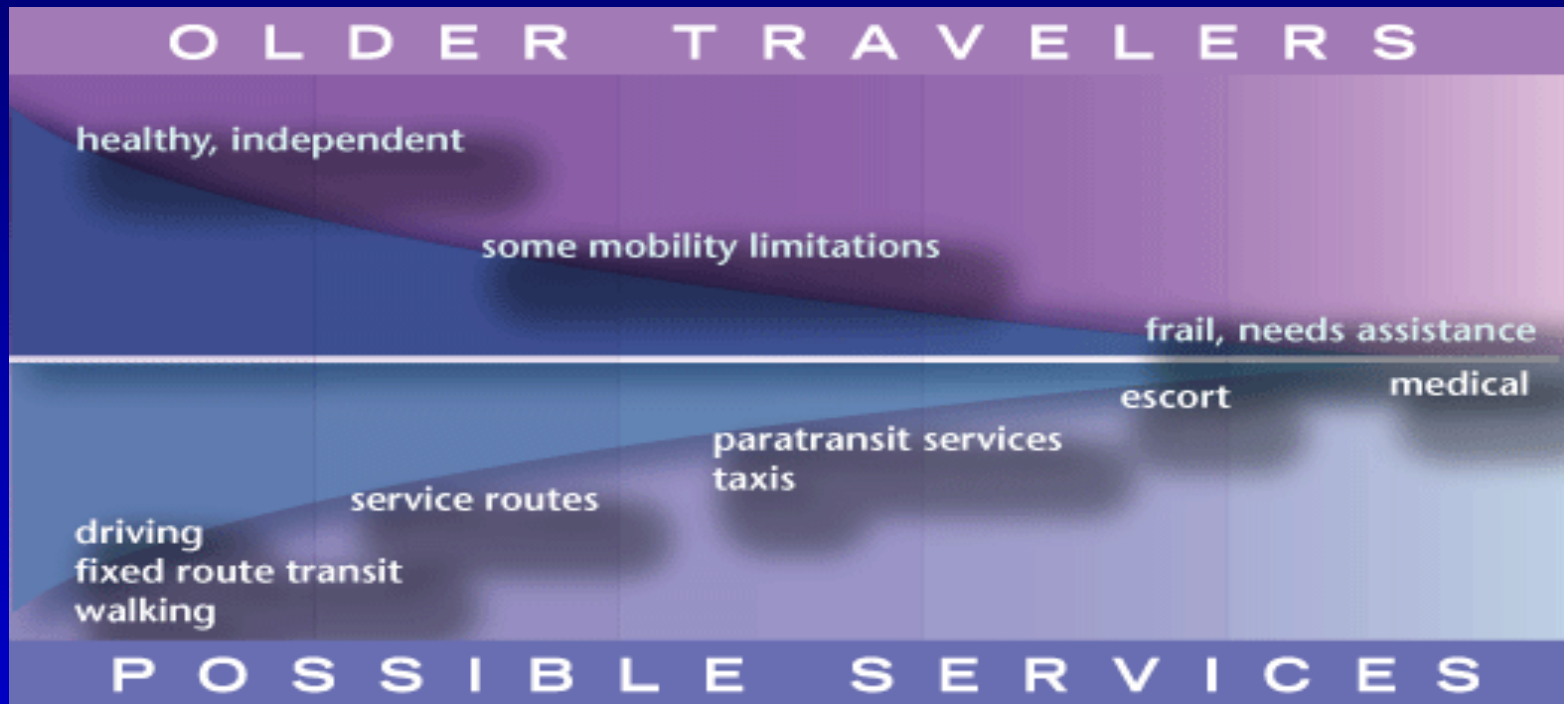 OLDER TRAVELERS
healthy, independent
some mobility limitations
frail, needs assistance
medical
escort
paratransit services
taxis
service routes
driving
fixed route transit
walking
POSSIBLE SERVICES